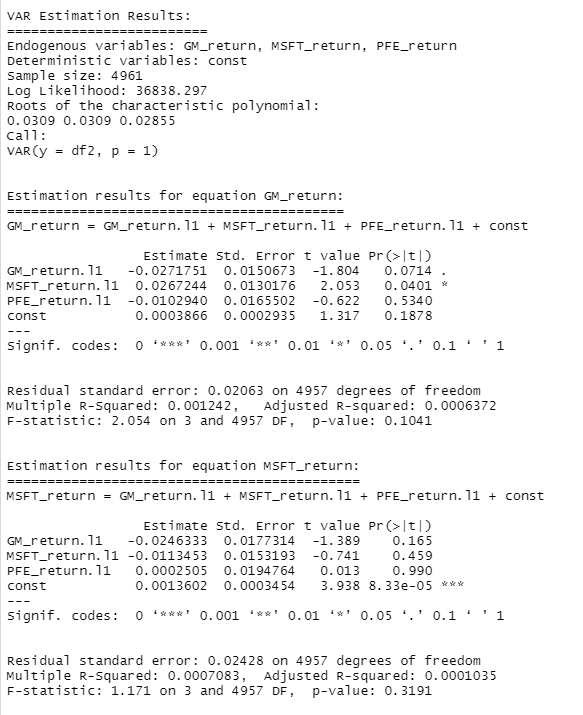 VAR Estimation Results:
=========================
Endogenous variables: GM_return, MSFT_return, PFE_return
Deterministic variables: const
Sample size: 4961
Log Likelihood: 36838.297
Roots of the characteristic polynomial:
0.0309 0.0309 0.02855
Call:
VAR(y = df2, p = 1)
Estimation results for equation GM_return:
==========================================
GM_return = GM_return.l1 + MSFT_return.l1 + PFE_return.l1 + const
Estimate Std. Error t value Pr(>|t|)
GM_return.l1 -0.0271751 0.0150673 -1.804 0.0714 .
MSFT_return.l1 0.0267244 0.0130176 2.053 0.0401 *
PFE_return.l1 -0.0102940 0.0165502 -0.622 0.5340
const 0.0003866 0.0002935 1.317 0.1878
---
Signif. codes: 0 ‘***’ 0.001 ‘**’ 0.01 ‘*’ 0.05 ‘.’ 0.1 ‘ ’ 1
Residual standard error: 0.02063 on 4957 degrees of freedom
Multiple R-Squared: 0.001242, Adjusted R-squared: 0.0006372
F-statistic: 2.054 on 3 and 4957 DF, p-value: 0.1041
Estimation results for equation MSFT_return:
============================================
MSFT_return = GM_return.l1 + MSFT_return.l1 + PFE_return.l1 + const
Estimate Std. Error t value Pr(>|t|)
GM_return.l1 -0.0246333 0.0177314 -1.389 0.165
MSFT_return.l1 -0.0113453 0.0153193 -0.741 0.459
PFE_return.l1 0.0002505 0.0194764 0.013 0.990
const 0.0013602 0.0003454 3.938 8.33e-05 ***
---
Signif. codes: 0 ‘***’ 0.001 ‘**’ 0.01 ‘*’ 0.05 ‘.’ 0.1 ‘ ’ 1
Residual standard error: 0.02428 on 4957 degrees of freedom
Multiple R-Squared: 0.0007083, Adjusted R-squared: 0.0001035
F-statistic: 1.171 on 3 and 4957 DF, p-value: 0.3191